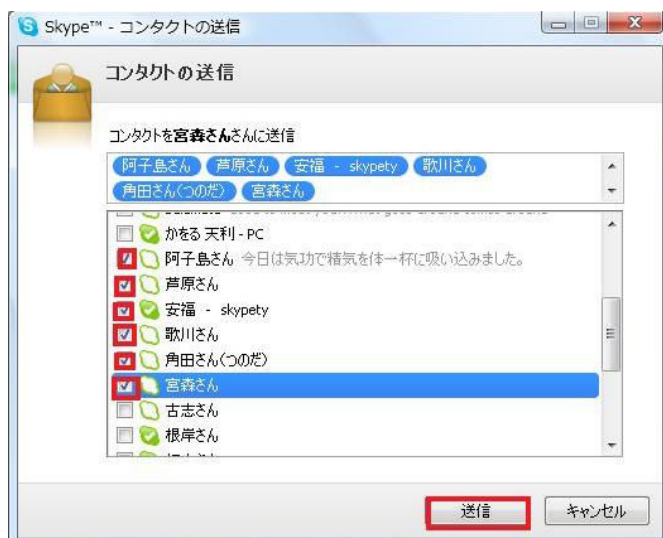 Skype™ - コンタクトの送信
コンタクトの送信
コンタクトを宮森さんさんに送信
阿子島さん 芦原さん 安福 - skypety 歌川さん
角田さん(つのだ) 宮森さん
かをる 天利 - PC
阿子島さん 今日は気功で精気を体一杯に吸い込みました。
芦原さん
安福 - skypety
歌川さん
角田さん(つのだ)
宮森さん
古志さん
根岸さん
送信 キャンセル